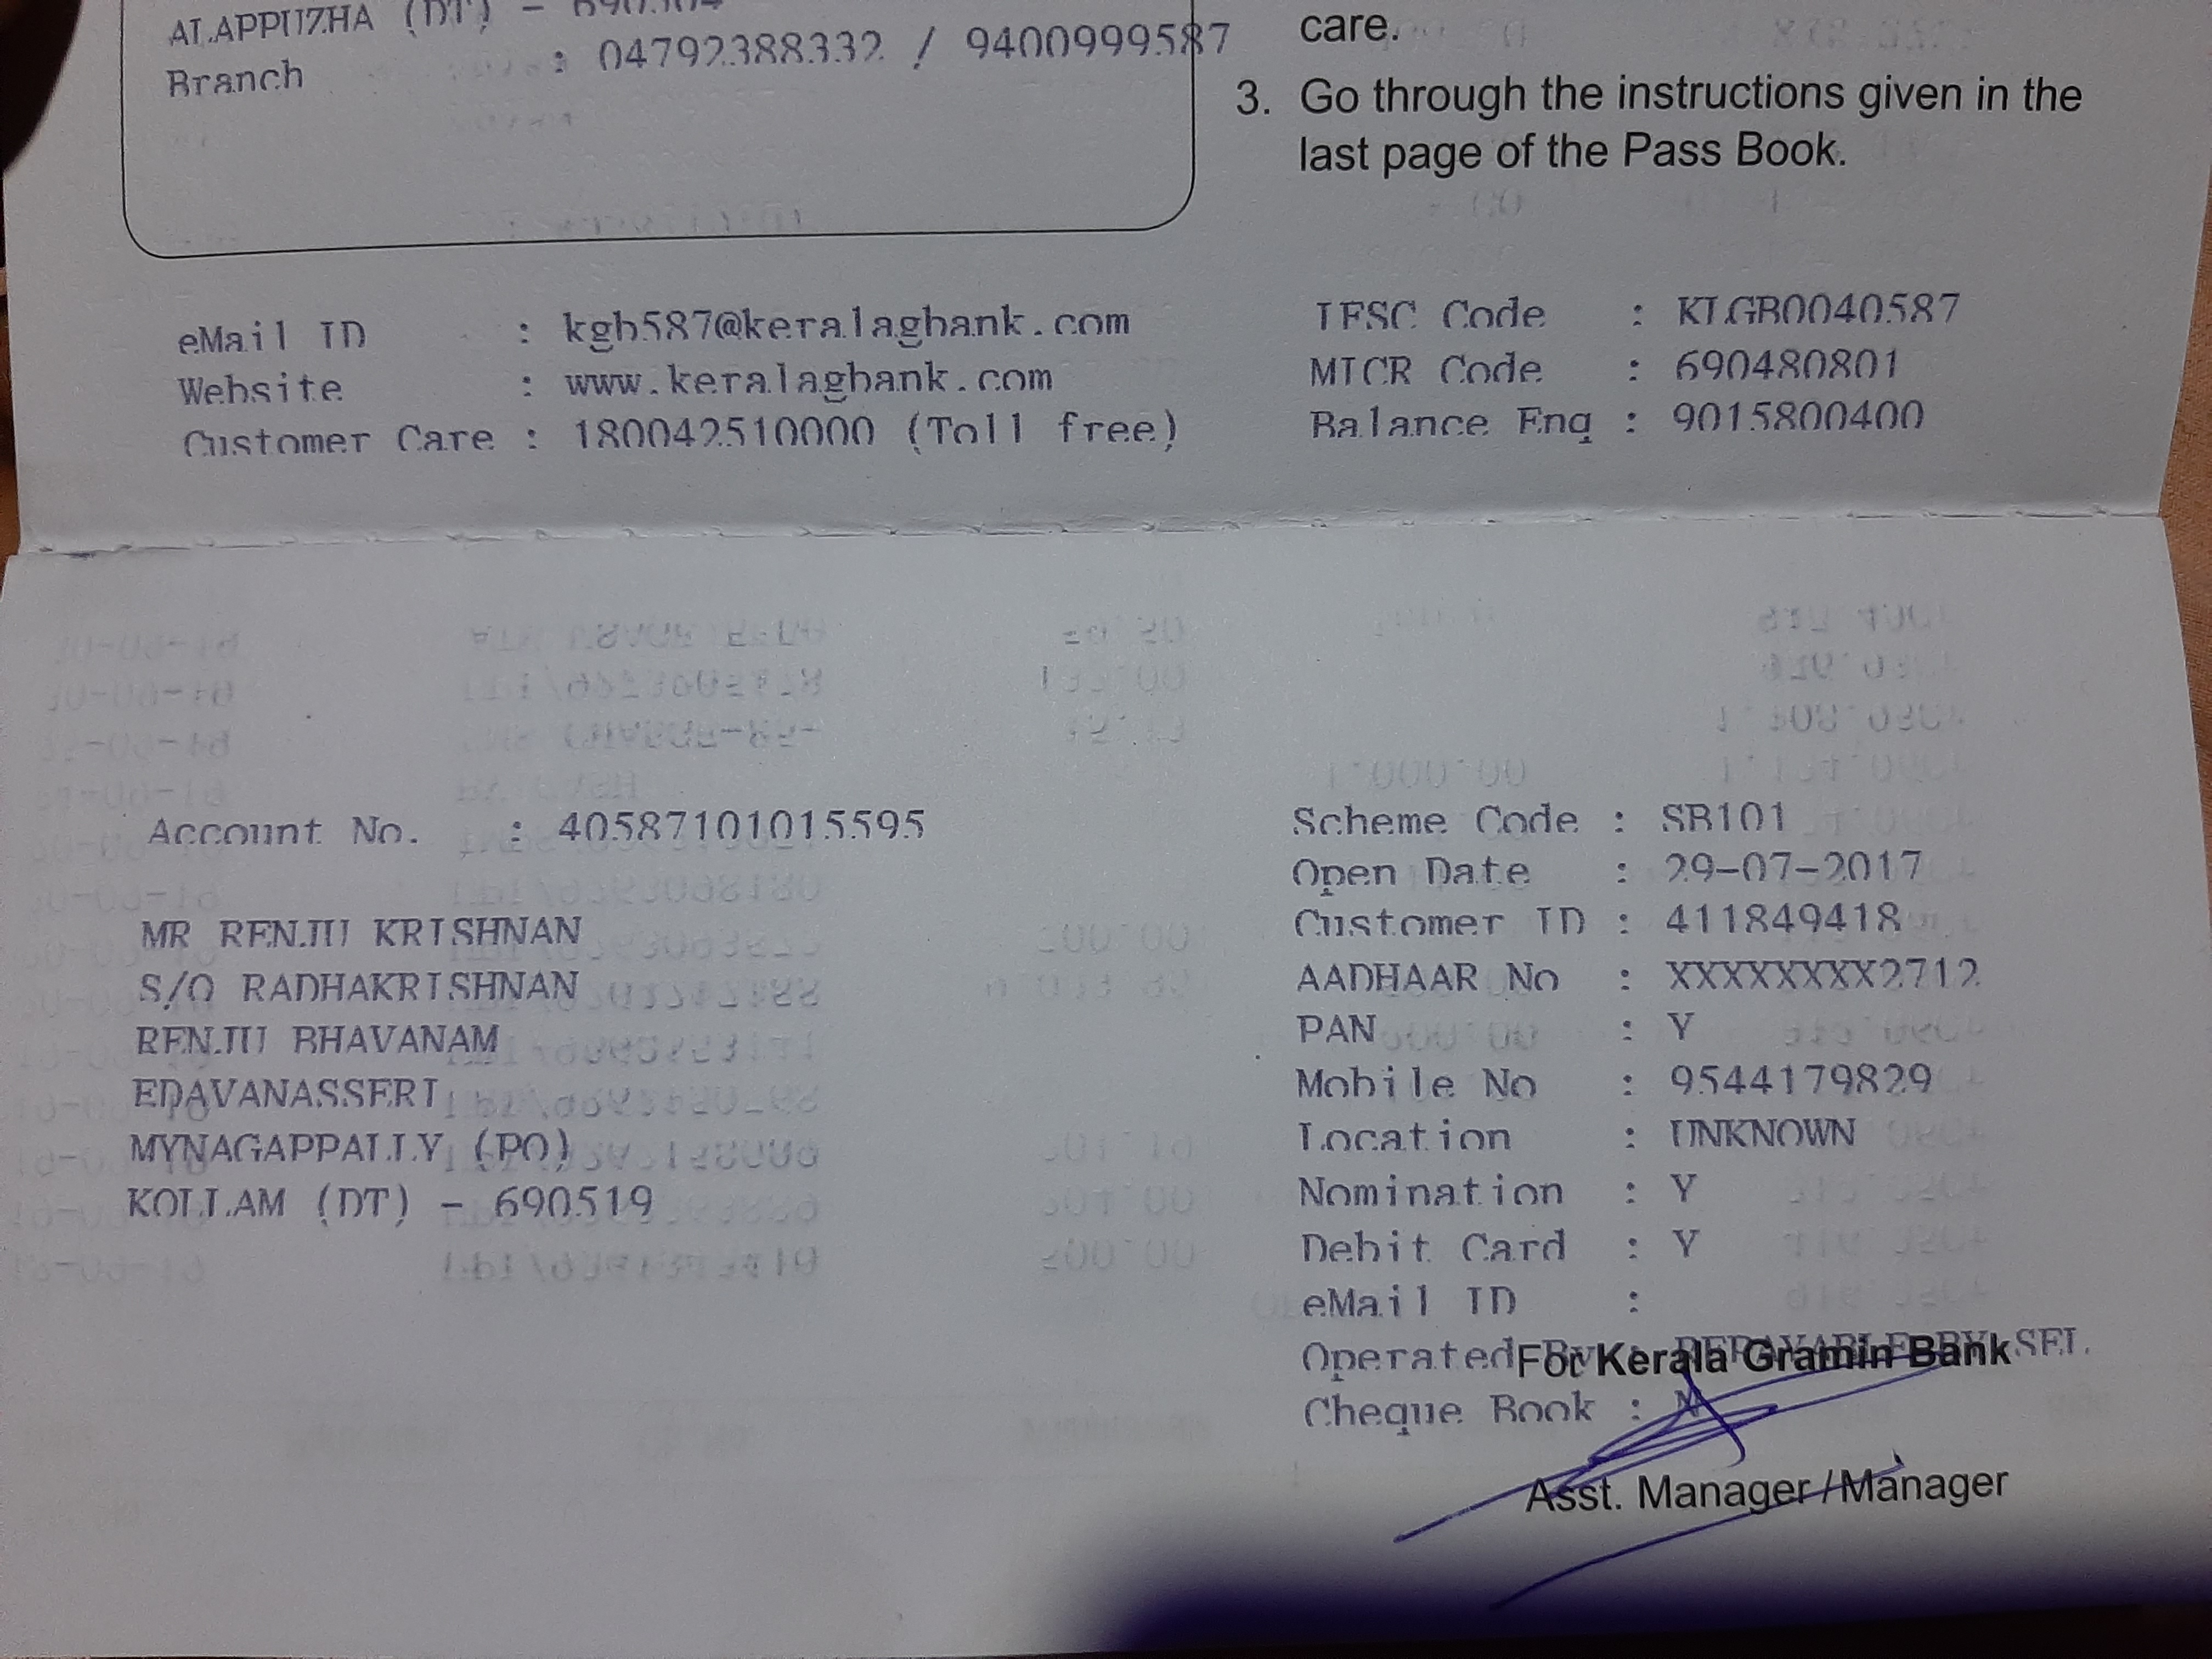 ALAPPUZHA (DT) -
Branch : 04792388332 / 9400999587
care.
3. Go through the instructions given in the
last page of the Pass Book.
eMail ID : kgb587@keralagbank.com
Website : www.keralagbank.com
Customer Care : 180042510000 (Toll free)
IFSC Code : KLGB0040587
MICR Code : 690480801
Balance Enq : 9015800400
Account No. : 40587101015595
MR RENJU KRISHNAN
S/O RADHAKRISHNAN
RENJU BHAVANAM
EDAVANASSERI
MYNAGAPPALLY (PO)
KOLLAM (DT) - 690519
Scheme Code : SB101
Open Date : 29-07-2017
Customer ID : 411849418
AADHAAR No : XXXXXXXX2712
PAN : Y
Mobile No : 9544179829
Location : UNKNOWN
Nomination : Y
Debit Card : Y
eMail ID :
Operated By : REPAYABLE BY SEL
For Kerala Gramin Bank
Cheque Book : N
Asst. Manager / Manager